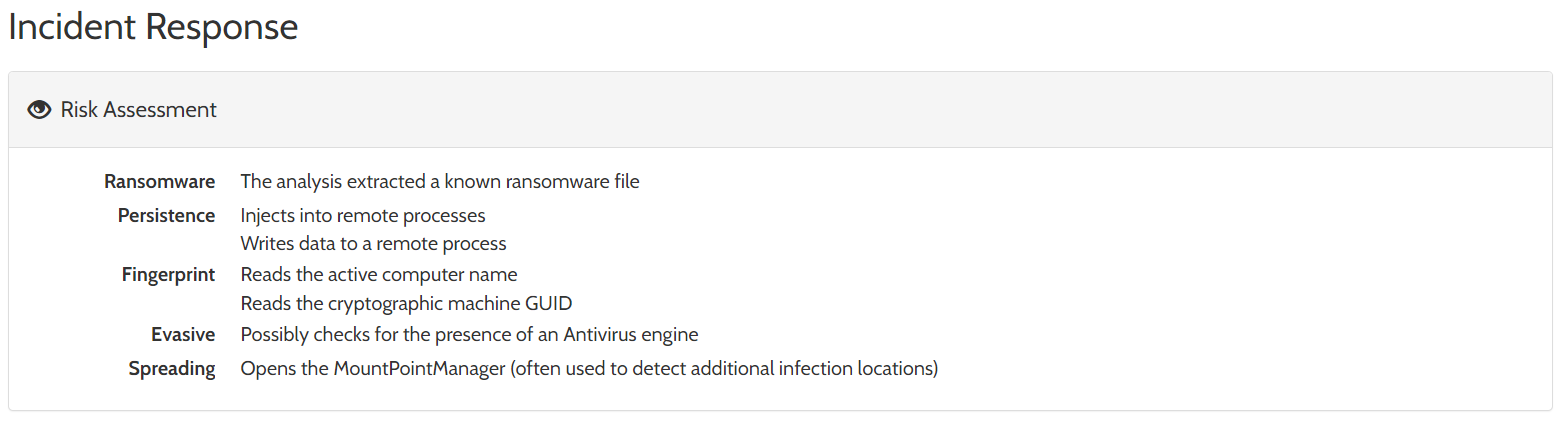 Incident Response
Risk Assessment
Ransomware The analysis extracted a known ransomware file
Persistence Injects into remote processes
Writes data to a remote process
Fingerprint Reads the active computer name
Reads the cryptographic machine GUID
Evasive Possibly checks for the presence of an Antivirus engine
Spreading Opens the MountPointManager (often used to detect additional infection locations)